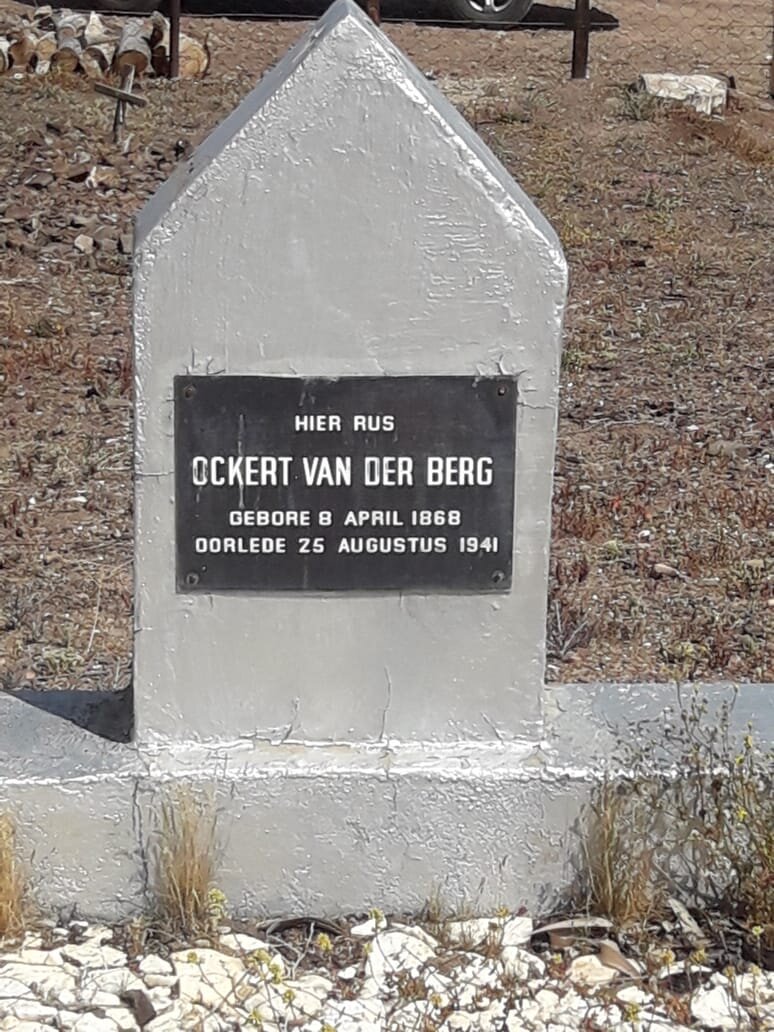 HIER RUS
OCKERT VAN DER BERG
GEBORE 8 APRIL 1868
OORLEDE 25 AUGUSTUS 1941